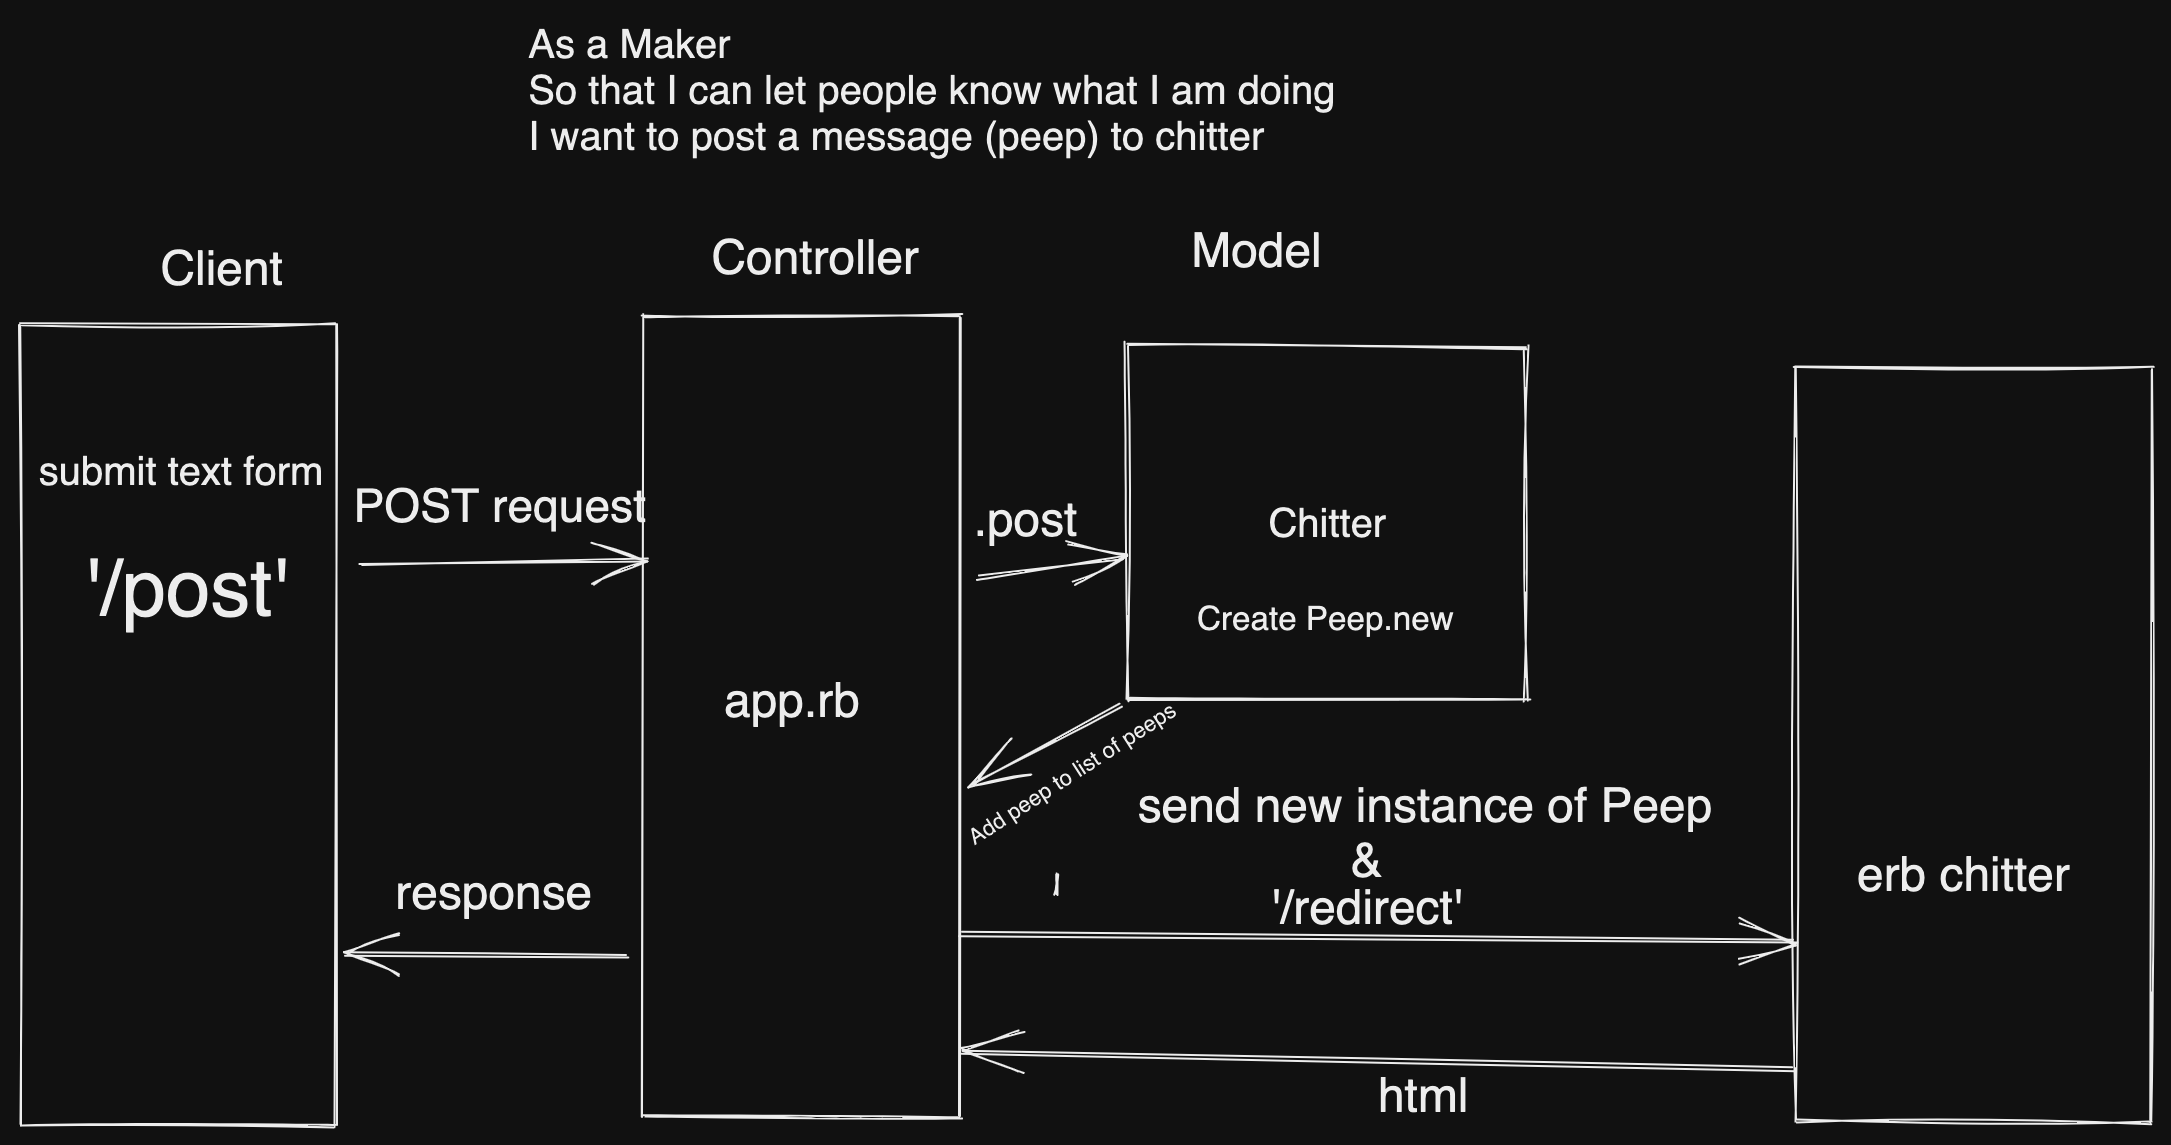 As a Maker
So that I can let people know what I am doing
I want to post a message (peep) to chitter
Client
Controller
Model
submit text form
'/post'
POST request
.post
Chitter
Create Peep.new
app.rb
Add peep to list of peeps
send new instance of Peep
&
'/redirect'
erb chitter
response
html